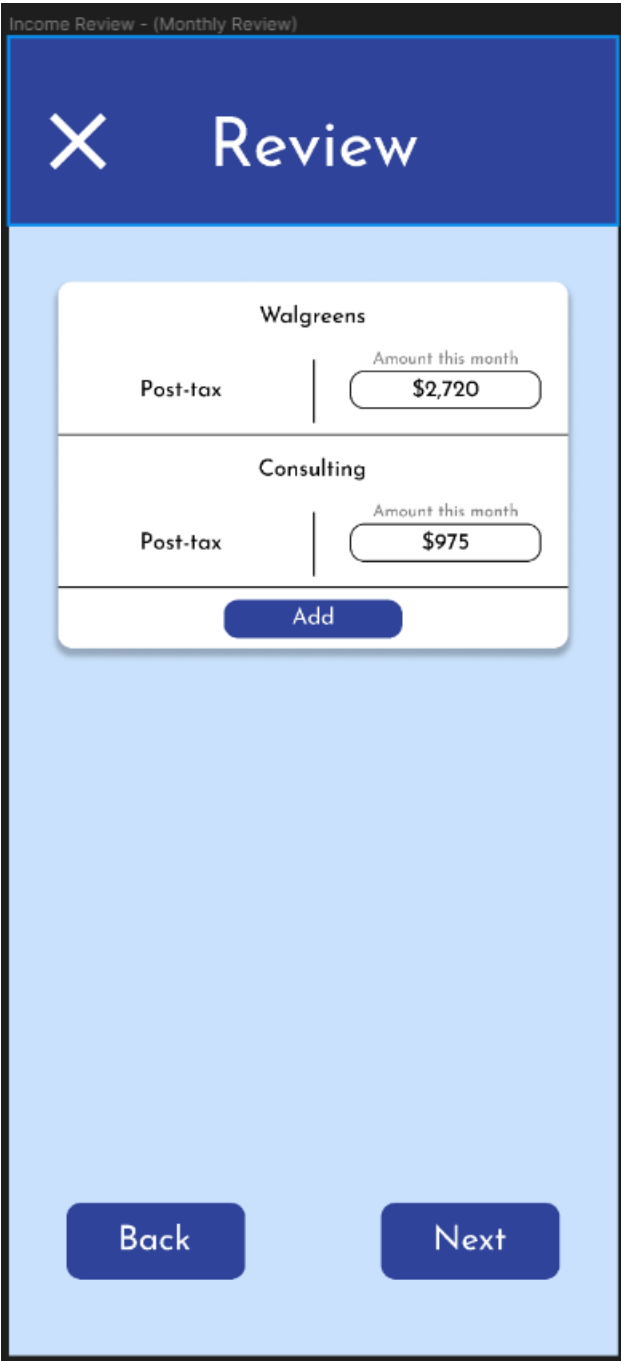 Income Review - (Monthly Review)
Review
Walgreens
Amount this month
Post-tax
$2,720
Consulting
Amount this month
Post-tax
$975
Add
Back
Next